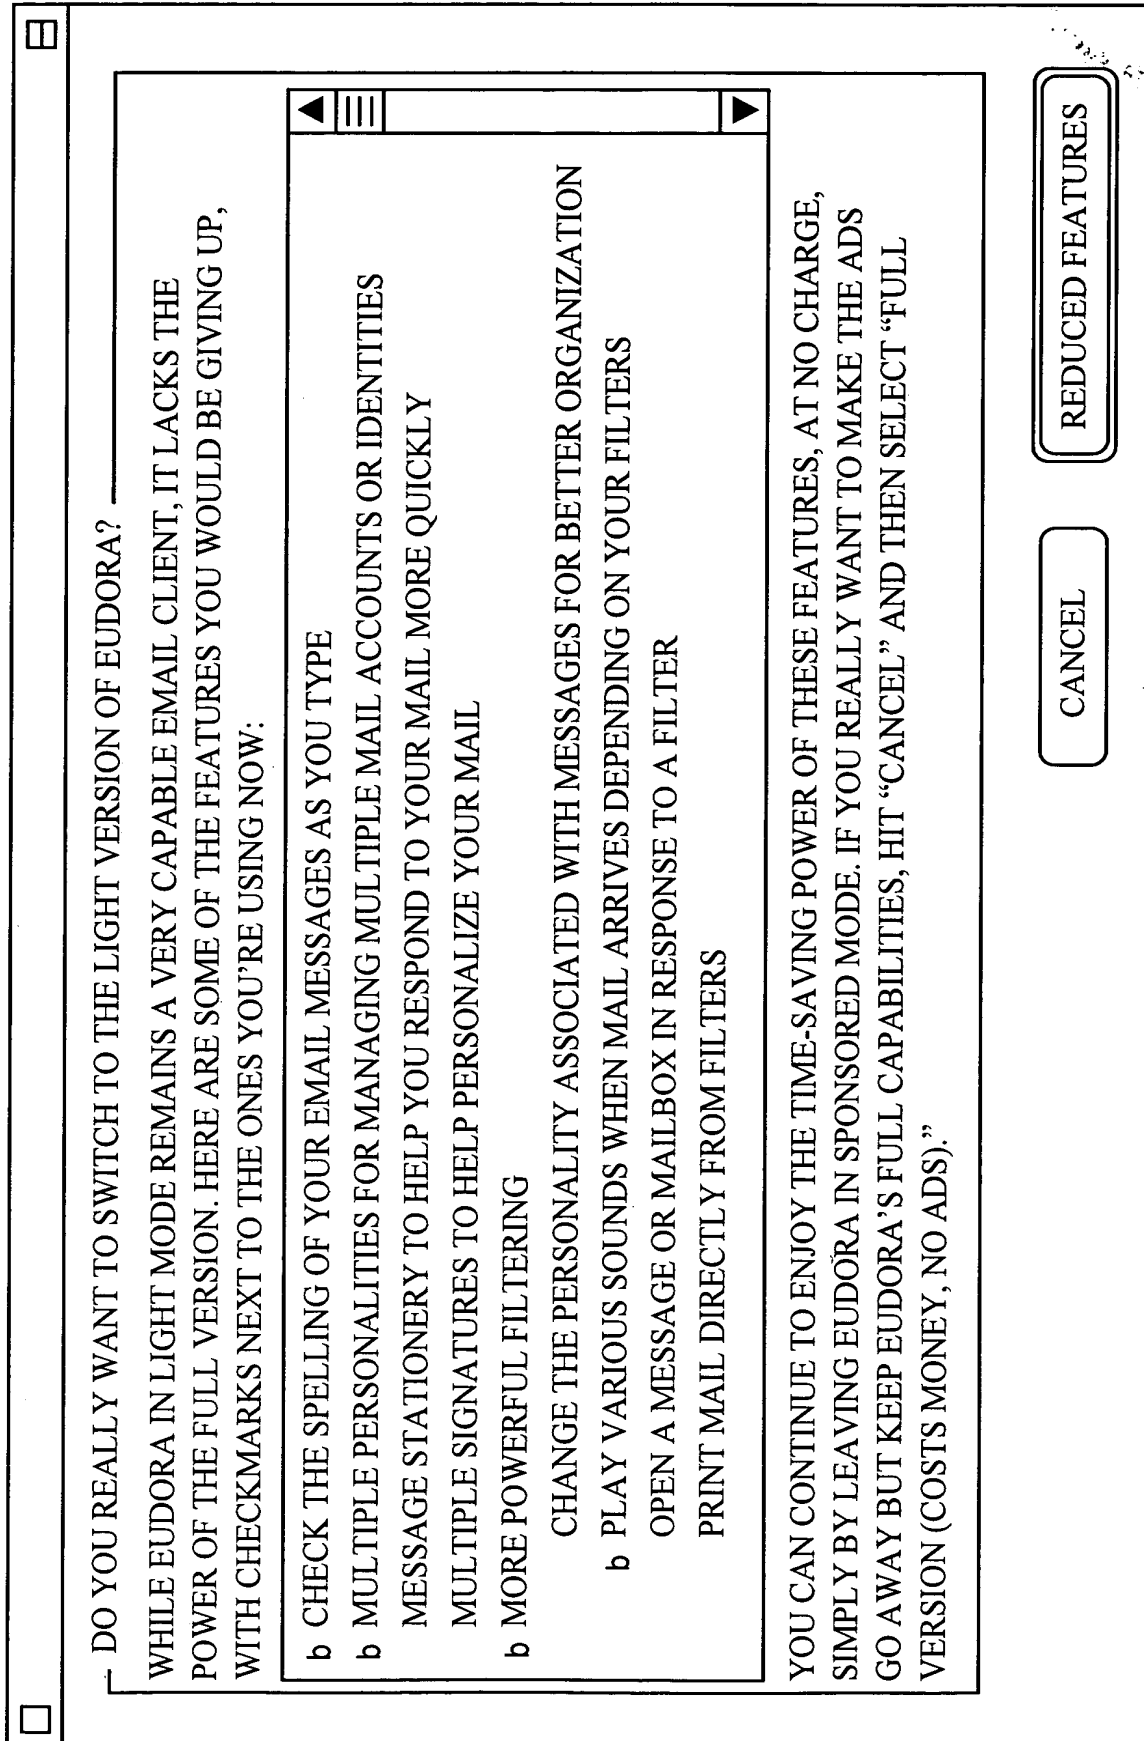 DO YOU REALLY WANT TO SWITCH TO THE LIGHT VERSION OF EUDORA?
WHILE EUDORA IN LIGHT MODE REMAINS A VERY CAPABLE EMAIL CLIENT, IT LACKS THE
POWER OF THE FULL VERSION. HERE ARE SOME OF THE FEATURES YOU WOULD BE GIVING UP,
WITH CHECKMARKS NEXT TO THE ONES YOU'RE USING NOW:
b CHECK THE SPELLING OF YOUR EMAIL MESSAGES AS YOU TYPE
b MULTIPLE PERSONALITIES FOR MANAGING MULTIPLE MAIL ACCOUNTS OR IDENTITIES
MESSAGE STATIONERY TO HELP YOU RESPOND TO YOUR MAIL MORE QUICKLY
MULTIPLE SIGNATURES TO HELP PERSONALIZE YOUR MAIL
b MORE POWERFUL FILTERING
CHANGE THE PERSONALITY ASSOCIATED WITH MESSAGES FOR BETTER ORGANIZATION
b PLAY VARIOUS SOUNDS WHEN MAIL ARRIVES DEPENDING ON YOUR FILTERS
OPEN A MESSAGE OR MAILBOX IN RESPONSE TO A FILTER
PRINT MAIL DIRECTLY FROM FILTERS
YOU CAN CONTINUE TO ENJOY THE TIME-SAVING POWER OF THESE FEATURES, AT NO CHARGE,
SIMPLY BY LEAVING EUDORA IN SPONSORED MODE. IF YOU REALLY WANT TO MAKE THE ADS
GO AWAY BUT KEEP EUDORA'S FULL CAPABILITIES, HIT “CANCEL” AND THEN SELECT “FULL
VERSION (COSTS MONEY, NO ADS).”
CANCEL
REDUCED FEATURES